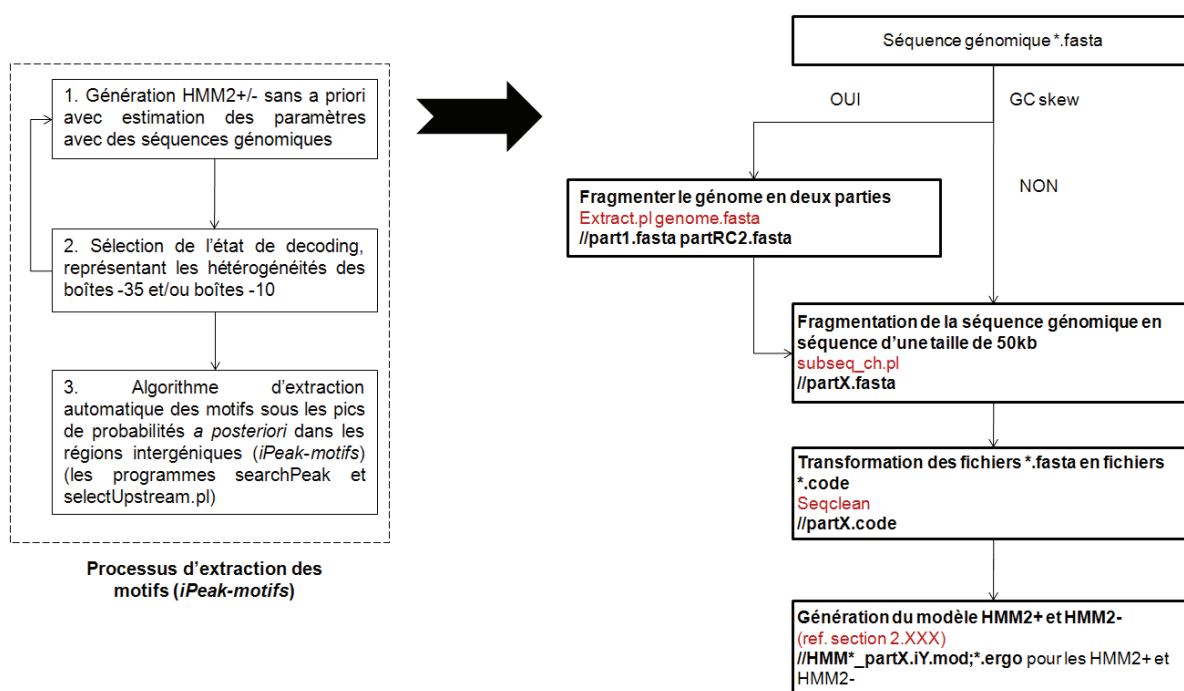 1. Génération HMM2+/- sans a priori
avec estimation des paramètres
avec des séquences génomiques
2. Sélection de l'état de decoding,
représentant les hétérogénéités des
boîtes -35 et/ou boîtes -10
3. Algorithme d'extraction
automatique des motifs sous les pics
de probabilités a posteriori dans les
régions intergéniques (iPeak-motifs)
(les programmes searchPeak et
selectUpstream.pl)
Processus d'extraction des
motifs (iPeak-motifs)
Séquence génomique *.fasta
OUI
GC skew
NON
Fragmenter le génome en deux parties
Extract.pl genome.fasta
//part1.fasta partRC2.fasta
Fragmentation de la séquence génomique en
séquence d'une taille de 50kb
subseq_ch.pl
//partX.fasta
Transformation des fichiers *.fasta en fichiers
*.code
Seqclean
//partX.code
Génération du modèle HMM2+ et HMM2-
(ref. section 2.XXX)
//HMM*_partX.iY.mod;*.ergo pour les HMM2+ et
HMM2-